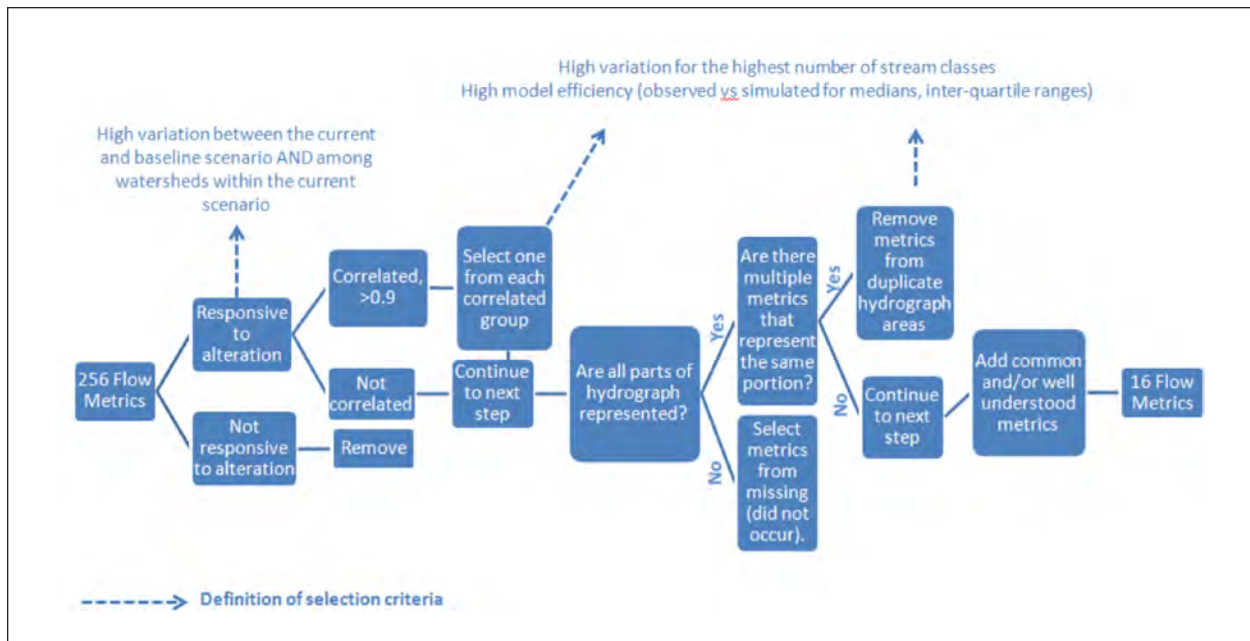 High variation for the highest number of stream classes
High model efficiency (observed vs simulated for medians, inter-quartile ranges)
High variation between the current
and baseline scenario AND among
watersheds within the current
scenario
256 Flow
Metrics
Responsive
to alteration
Not
responsive
to alteration
Correlated,
>0.9
Not
correlated
Remove
Select one
from each
correlated
group
Continue
to next
step
Are all parts of
hydrograph
represented?
Yes
No
Are there
multiple
metrics
that
represent
the same
portion?
Select
metrics
from
missing
(did not
occur).
Yes
No
Remove
metrics
from
duplicate
hydrograph
areas
Continue
to next
step
Add common
and/or well
understood
metrics
16 Flow
Metrics
Definition of selection criteria